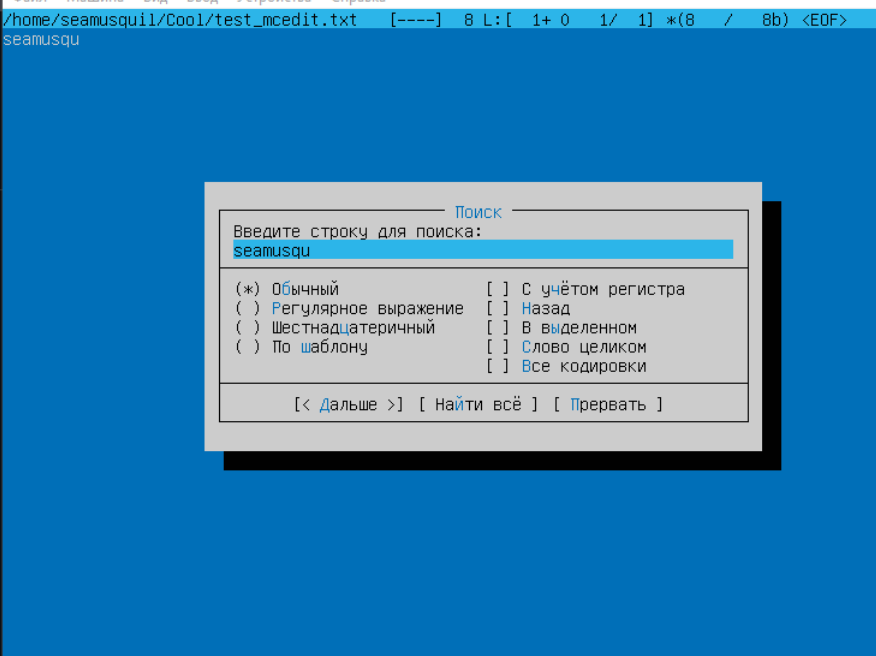 /home/seamusquil/Cool/test_mcedit.txt [----] 8 L:[ 1+ 0 1/ 1] *(8 / 8b) <EOF>
seamusqu
Поиск
Введите строку для поиска:
seamusqu
(*) Обычный [ ] С учётом регистра
( ) Регулярное выражение [ ] Назад
( ) Шестнадцатеричный [ ] В выделенном
( ) По шаблону [ ] Слово целиком
[ ] Все кодировки
[< Дальше >] [ Найти всё ] [ Прервать ]